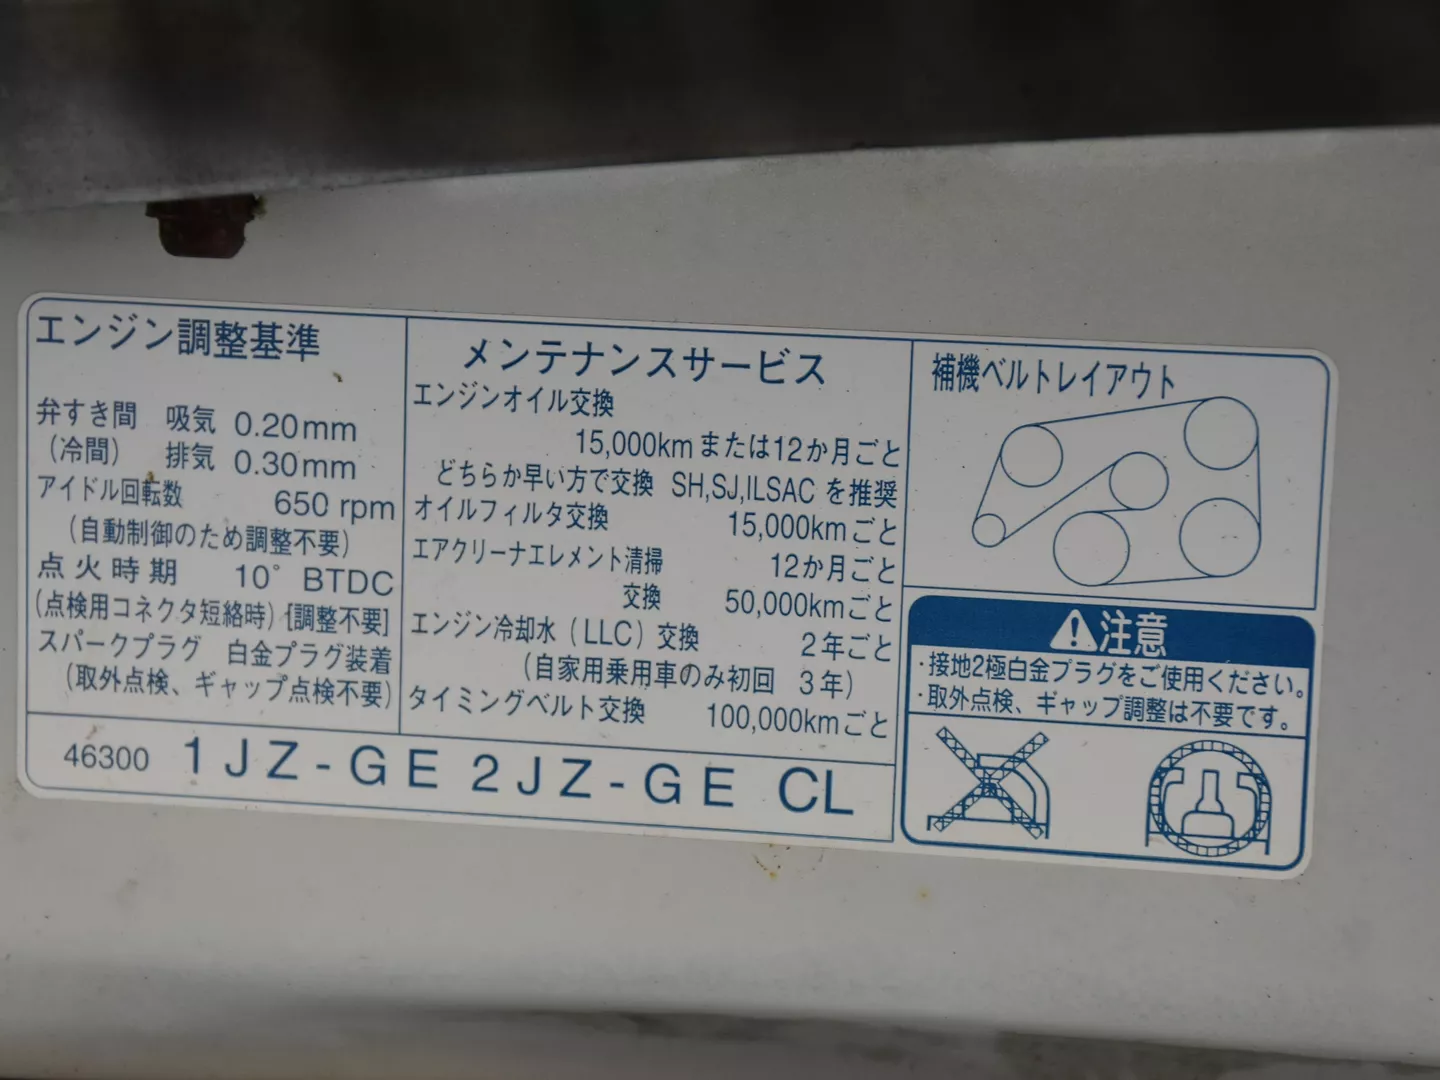 エンジン調整基準
弁すき間 吸気 0.20mm
(冷間) 排気 0.30mm
アイドル回転数 650 rpm
(自動制御のため調整不要)
点火時期 10° BTDC
(点検用コネクタ短絡時) [調整不要]
スパークプラグ 白金プラグ装着
(取外点検、ギャップ点検不要)
メンテナンスサービス
エンジンオイル交換
15,000kmまたは12か月ごと
どちらか早い方で交換 SH,SJ,ILSACを推奨
オイルフィルタ交換 15,000kmごと
エアクリーナエレメント清掃 12か月ごと
交換 50,000kmごと
エンジン冷却水(LLC)交換 2年ごと
(自家用乗用車のみ初回 3年)
タイミングベルト交換 100,000kmごと
46300 1JZ-GE 2JZ-GE CL
補機ベルトレイアウト
注意
・接地2極白金プラグをご使用ください。
・取外点検、ギャップ調整は不要です。